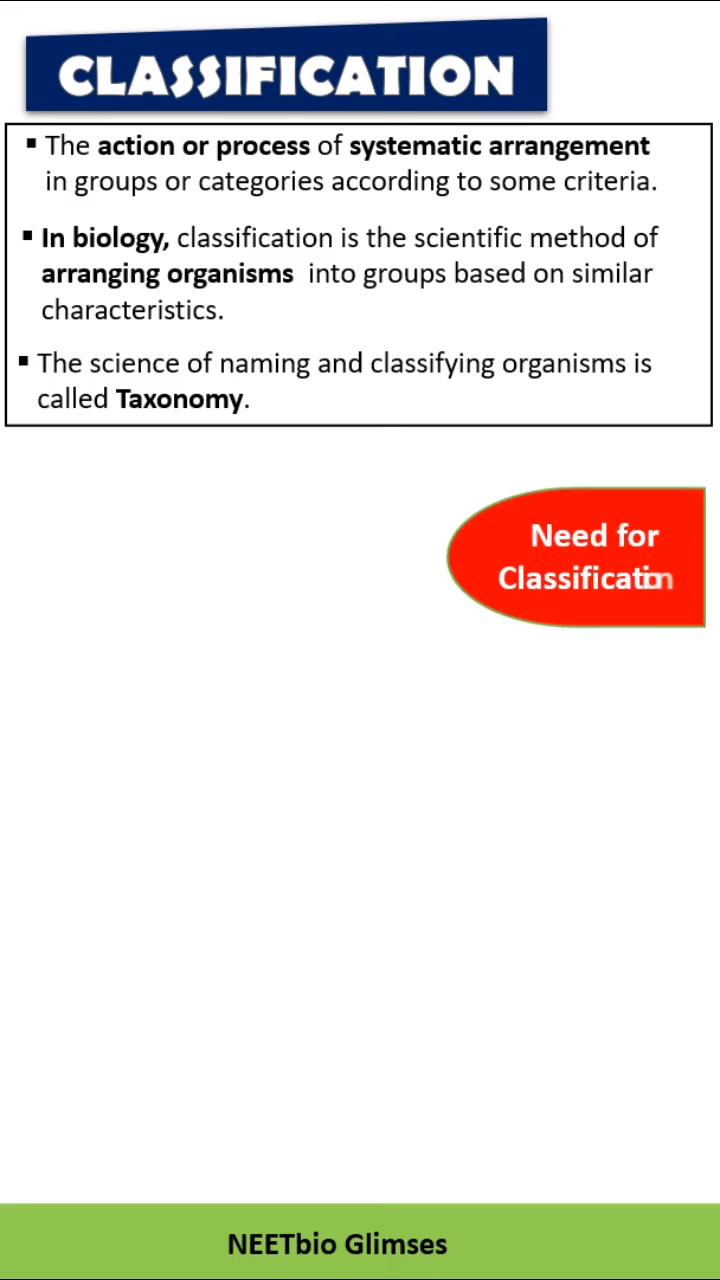 CLASSIFICATION
▪ The action or process of systematic arrangement
in groups or categories according to some criteria.
▪ In biology, classification is the scientific method of
arranging organisms into groups based on similar
characteristics.
▪ The science of naming and classifying organisms is
called Taxonomy.
Need for
Classification
NEETbio Glimses